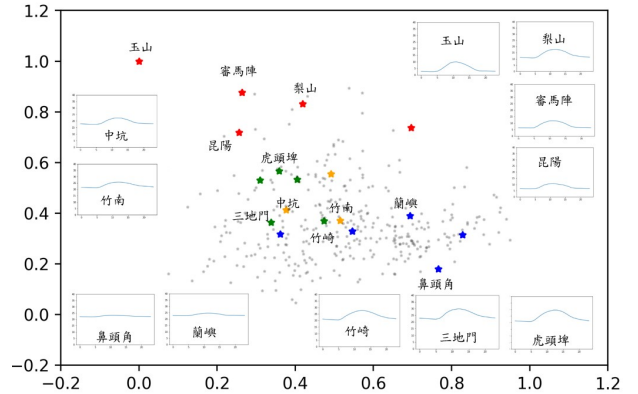 1.2
1.0
0.8
0.6
0.4
0.2
0.0
−0.2
−0.2
0.0
0.2
0.4
0.6
0.8
1.0
1.2
玉山
審馬陣
梨山
昆陽
虎頭埤
中坑
竹南
三地門
竹崎
蘭嶼
鼻頭角
玉山
梨山
審馬陣
昆陽
中坑
竹南
鼻頭角
蘭嶼
竹崎
三地門
虎頭埤